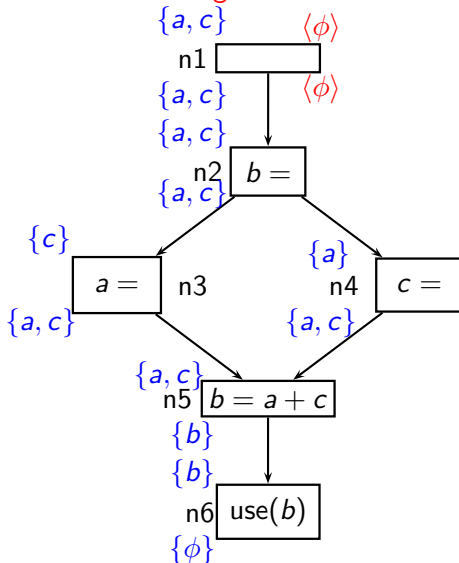 {a, c} ⟨ϕ⟩
n1
{a, c} ⟨ϕ⟩
{a, c}
n2 b =
{a, c}
{c} {a}
a = n3 n4 c =
{a, c} {a, c}
{a, c}
n5 b = a + c
{b}
{b}
n6 use(b)
{ϕ}